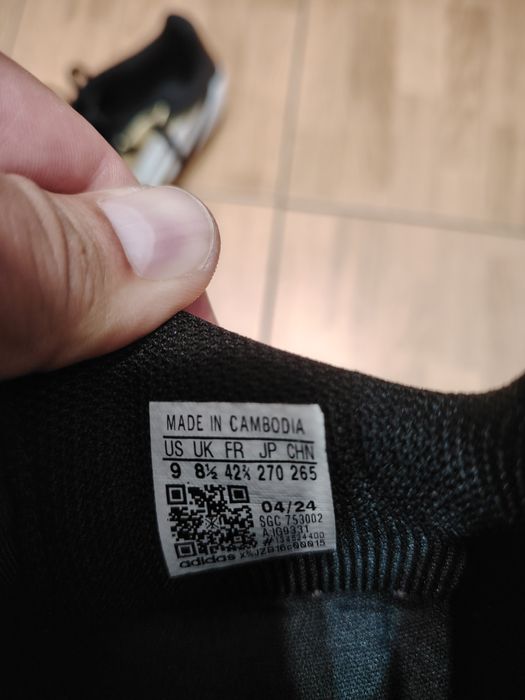 MADE IN CAMBODIA
US UK FR JP CHN
9 8½ 42⅔ 270 265
04/24
SGC 753002
adidas